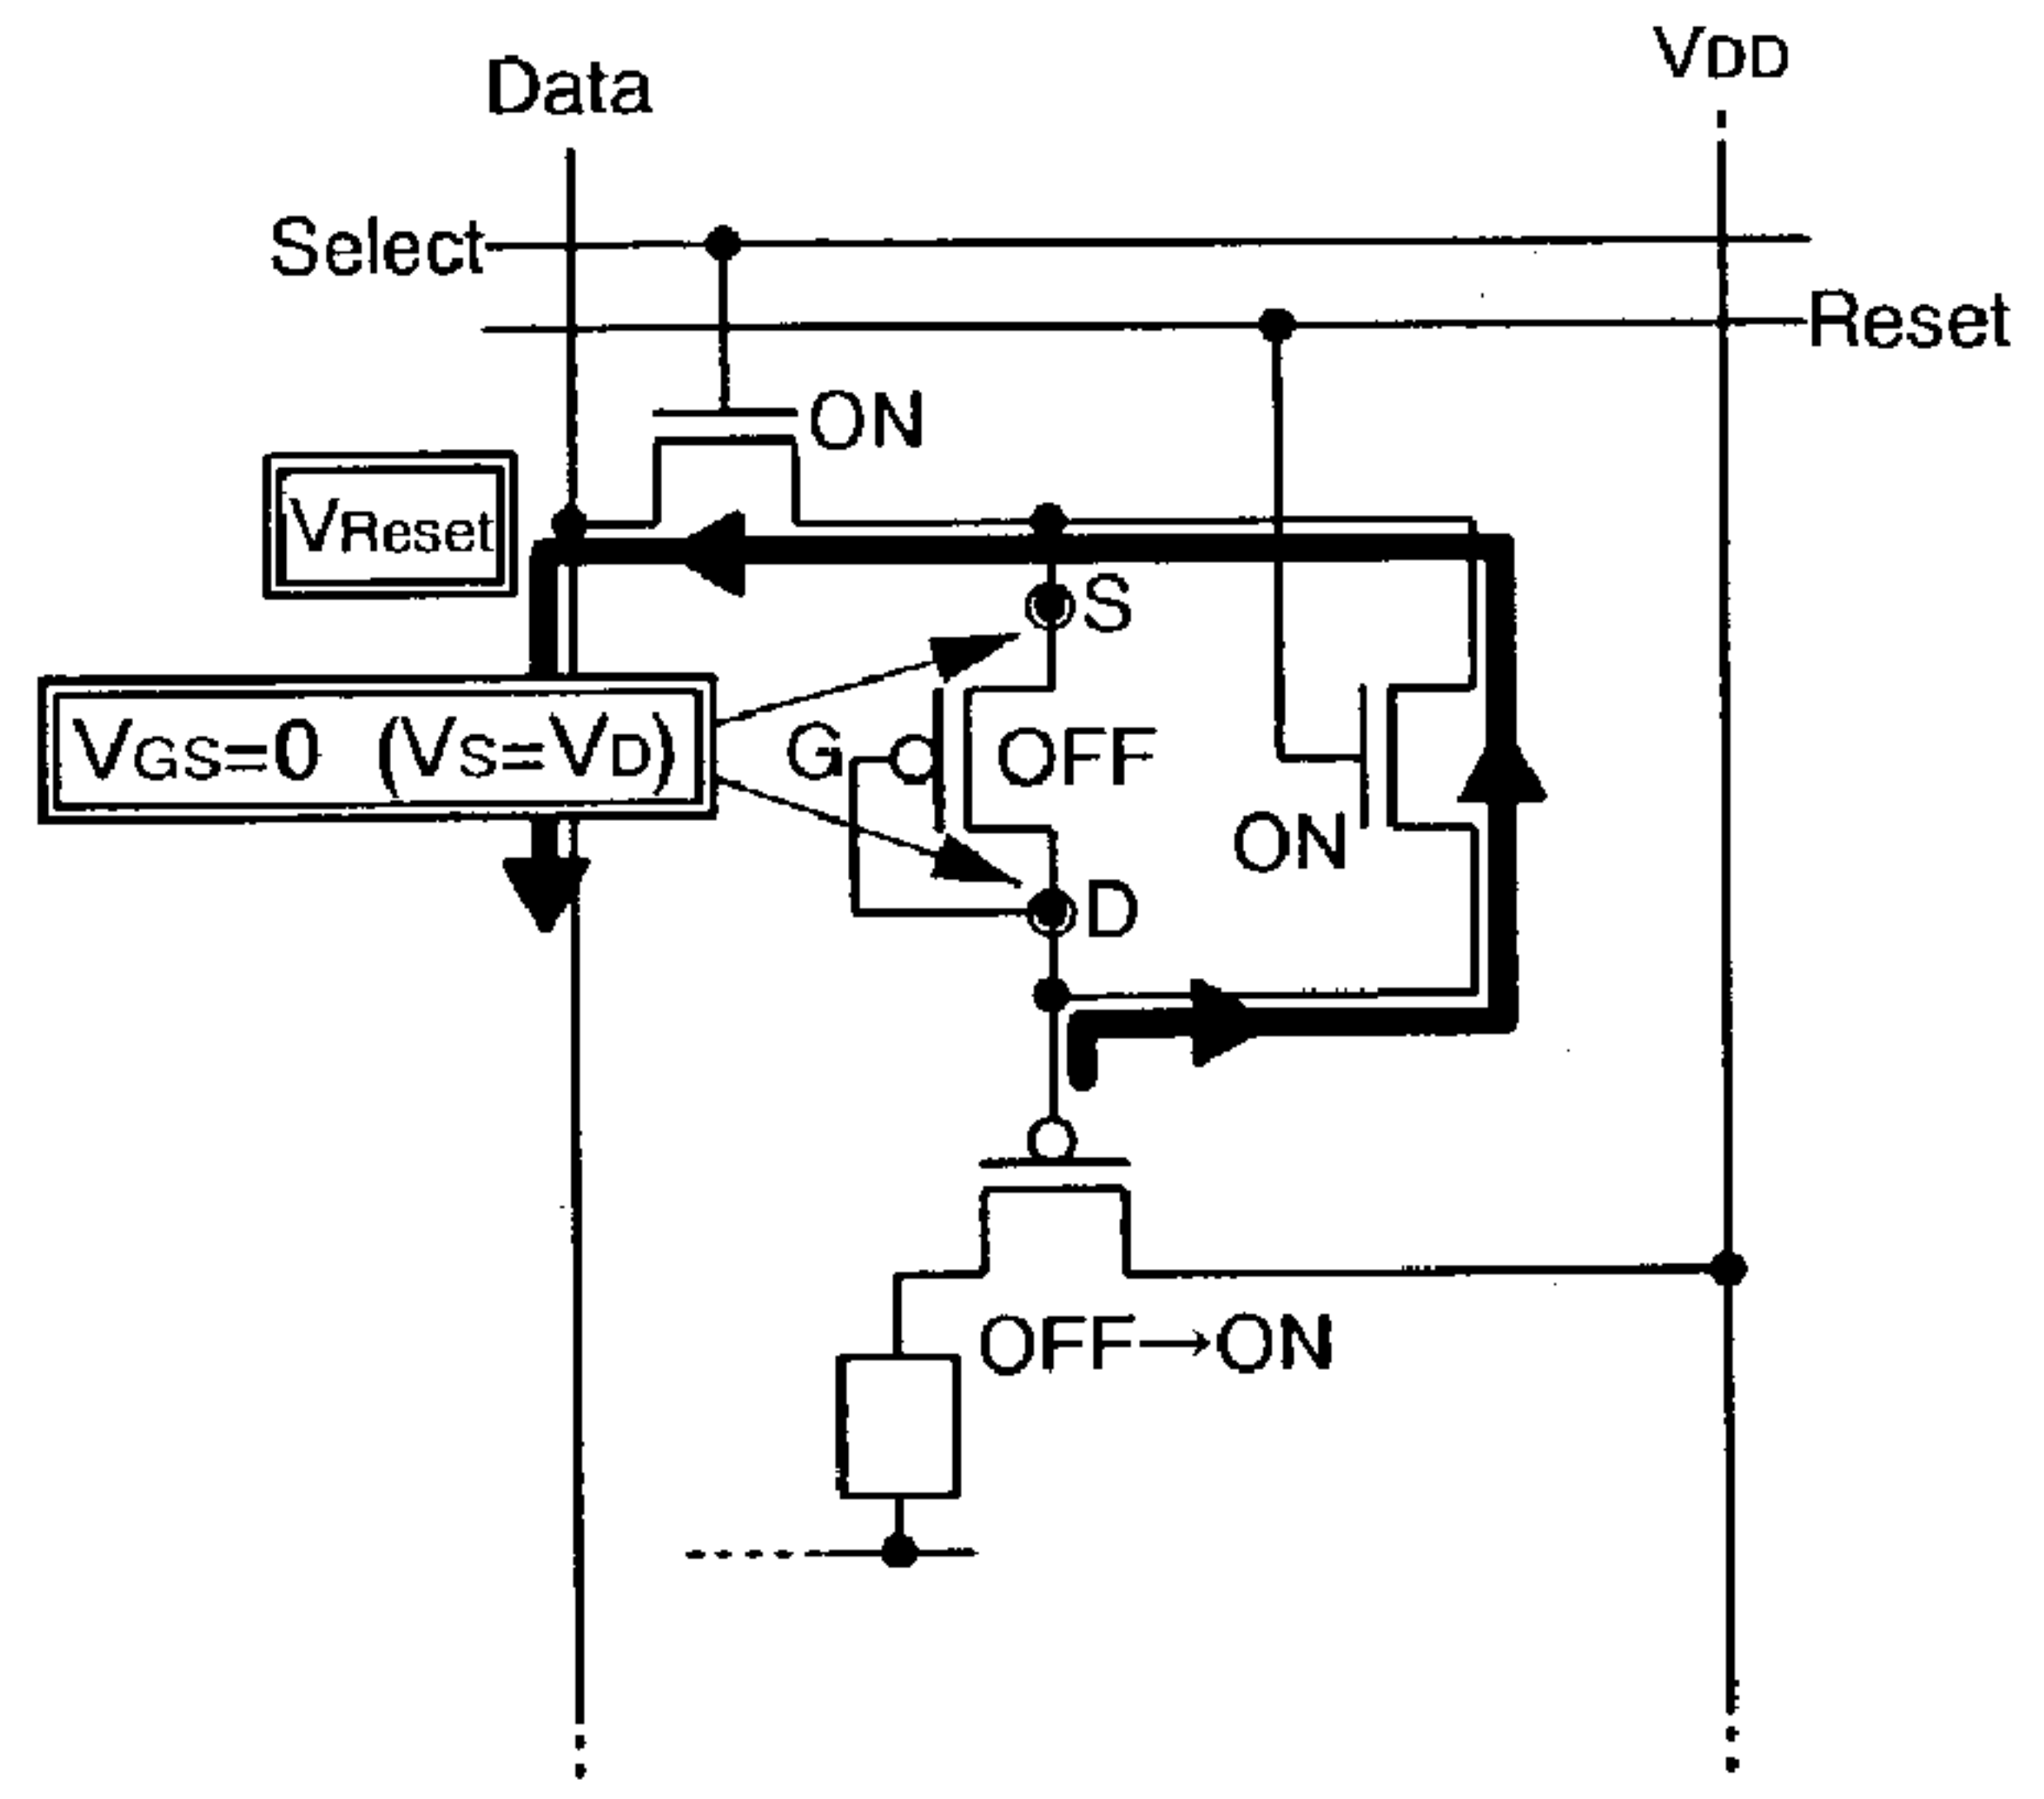 VDD
Data
Select
Reset
ON
VReset
S
VGS=0 (VS=VD)
G
OFF
ON
D
OFF→ON